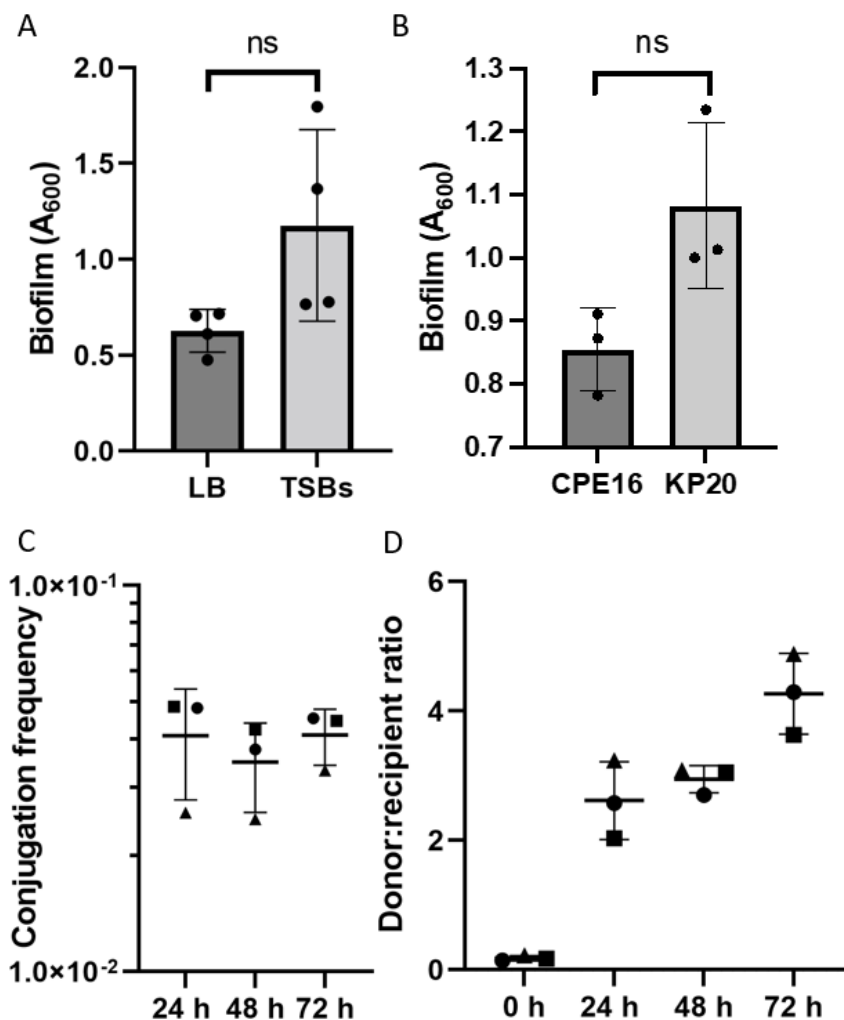 A
ns
Biofilm (A600)
2.0
1.5
1.0
0.5
0.0
LB TSBs
B
ns
Biofilm (A600)
1.3
1.2
1.1
1.0
0.9
0.8
0.7
CPE16 KP20
C
Conjugation frequency
1.0×10⁻¹
1.0×10⁻²
24 h 48 h 72 h
D
Donor:recipient ratio
6
4
2
0
0 h 24 h 48 h 72 h